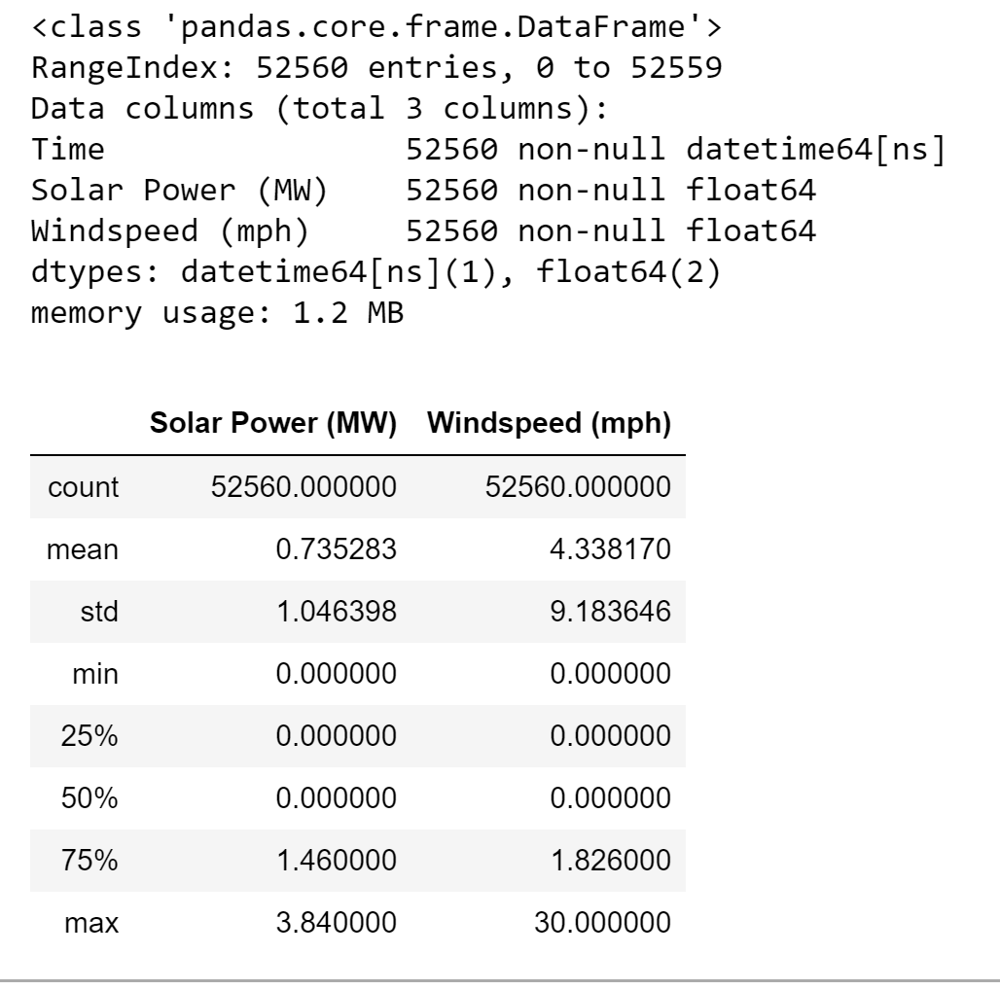 <class 'pandas.core.frame.DataFrame'>
RangeIndex: 52560 entries, 0 to 52559
Data columns (total 3 columns):
Time                52560 non-null datetime64[ns]
Solar Power (MW)    52560 non-null float64
Windspeed (mph)     52560 non-null float64
dtypes: datetime64[ns](1), float64(2)
memory usage: 1.2 MB
Solar Power (MW) Windspeed (mph)
count 52560.000000 52560.000000
mean 0.735283 4.338170
std 1.046398 9.183646
min 0.000000 0.000000
25% 0.000000 0.000000
50% 0.000000 0.000000
75% 1.460000 1.826000
max 3.840000 30.000000